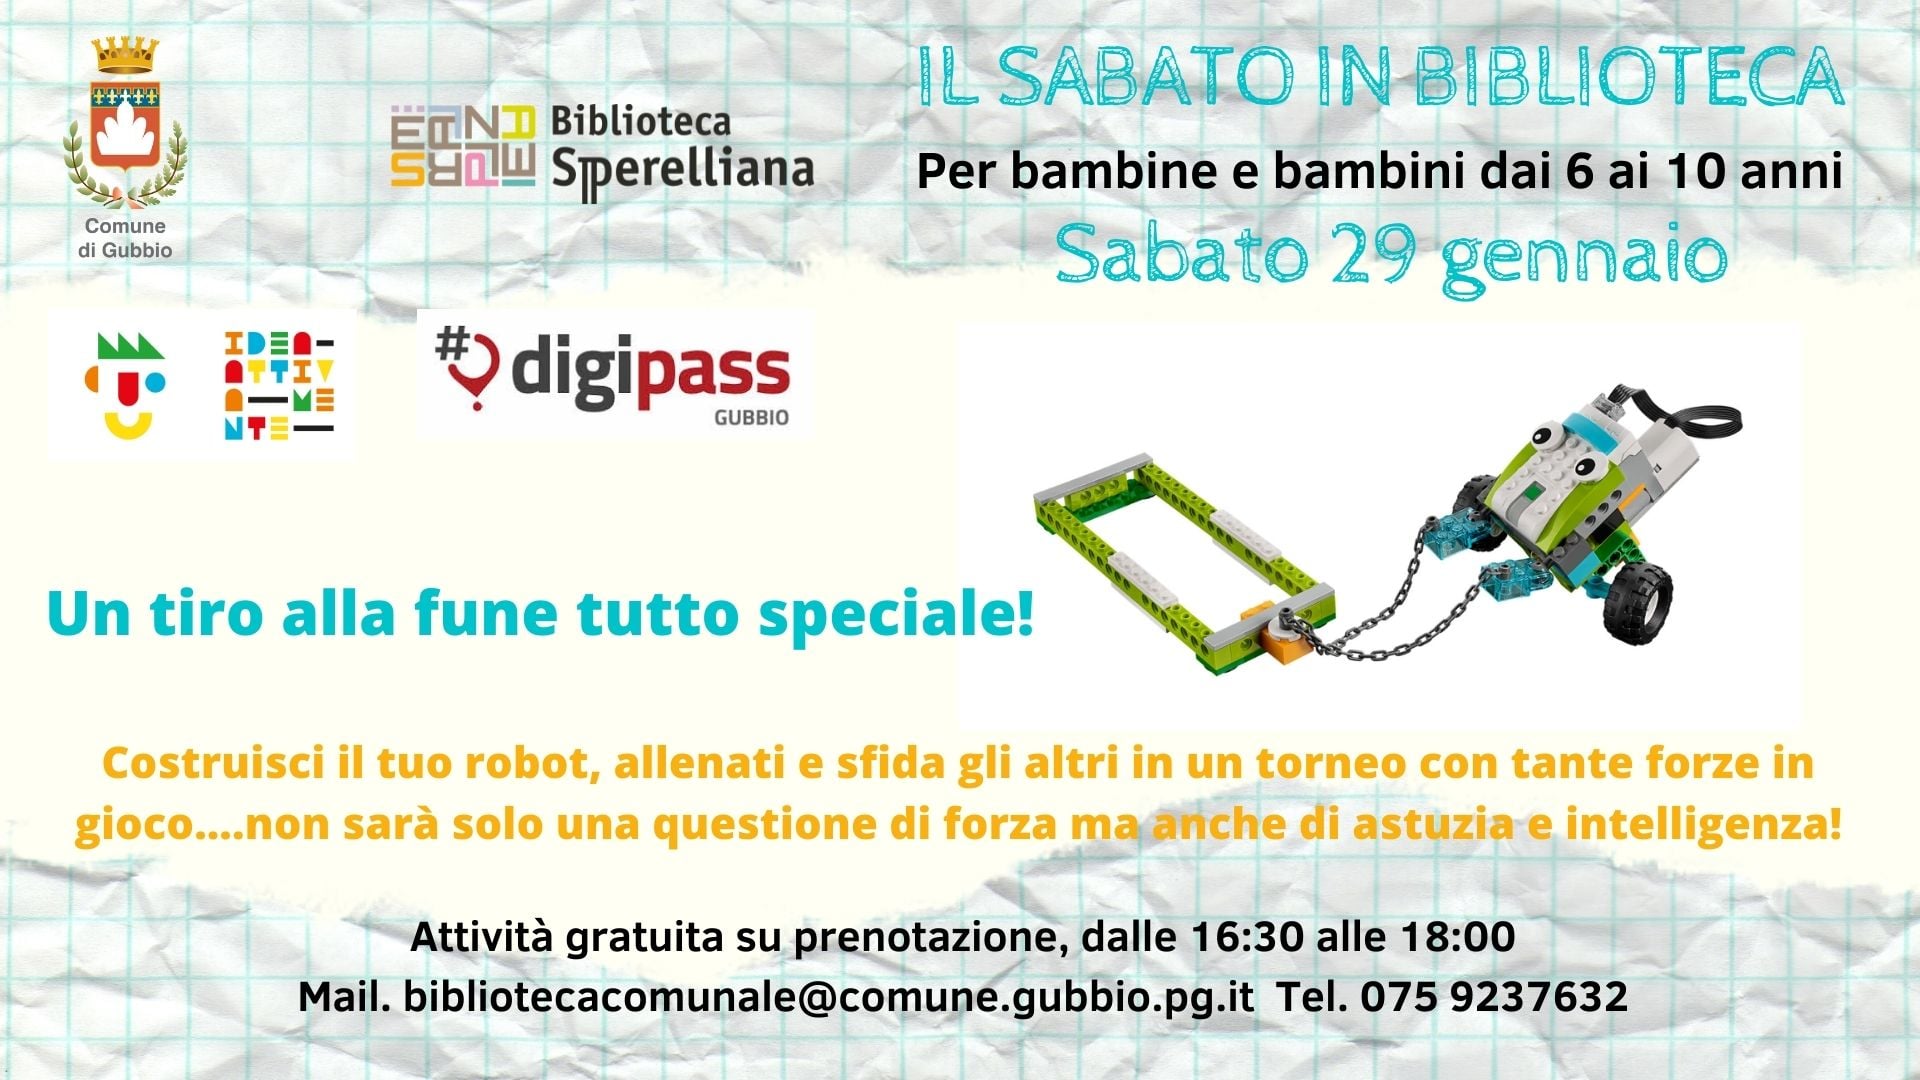 IL SABATO IN BIBLIOTECA
Per bambine e bambini dai 6 ai 10 anni
Sabato 29 gennaio
Comune
di Gubbio
Biblioteca
Sperelliana
IDEA-
ATTIV
A-ME
NTE-
#digipass
GUBBIO
Un tiro alla fune tutto speciale!
Costruisci il tuo robot, allenati e sfida gli altri in un torneo con tante forze in
gioco....non sarà solo una questione di forza ma anche di astuzia e intelligenza!
Attività gratuita su prenotazione, dalle 16:30 alle 18:00
Mail. bibliotecacomunale@comune.gubbio.pg.it Tel. 075 9237632